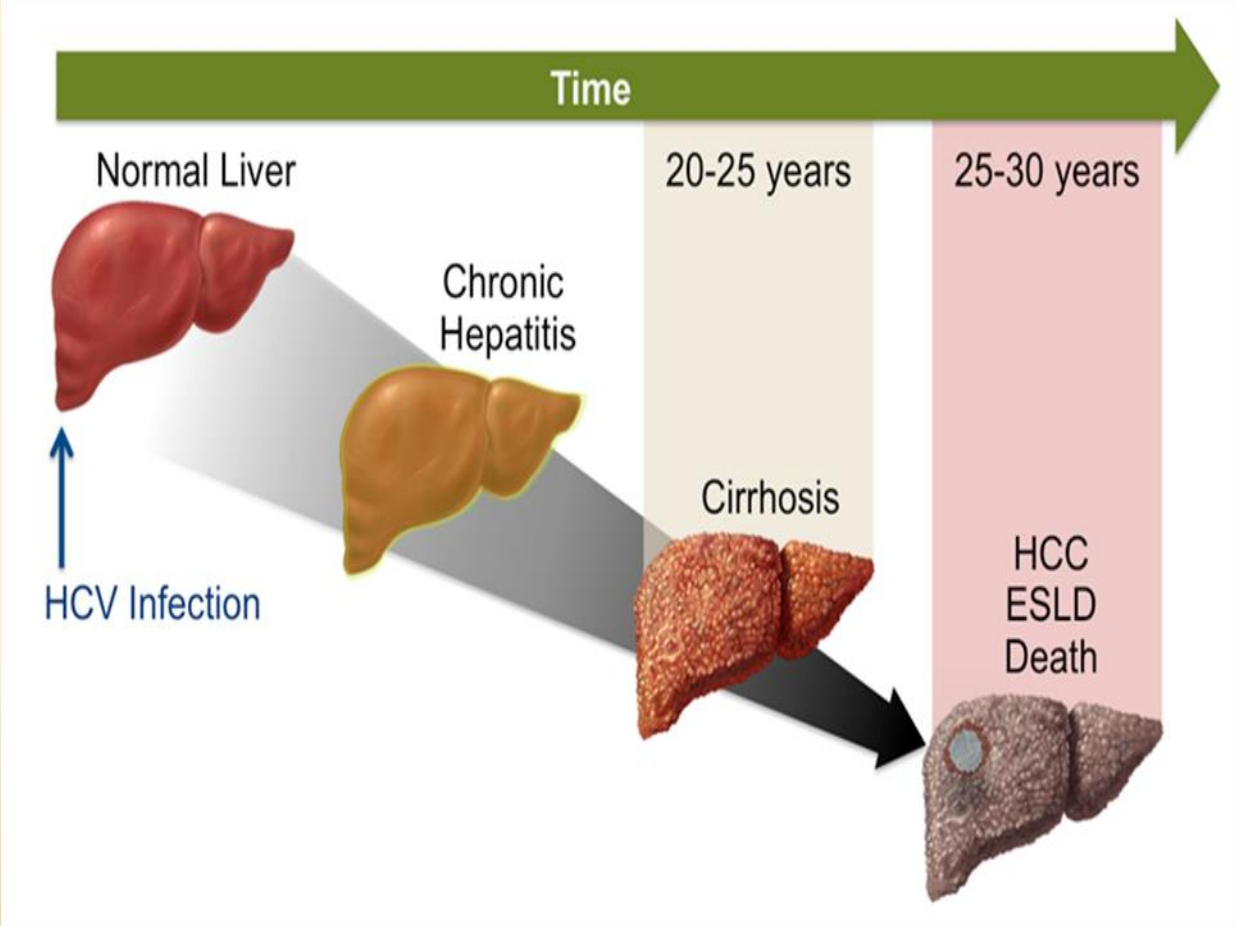 Time
Normal Liver
20-25 years
25-30 years
Chronic
Hepatitis
Cirrhosis
HCC
ESLD
Death
HCV Infection